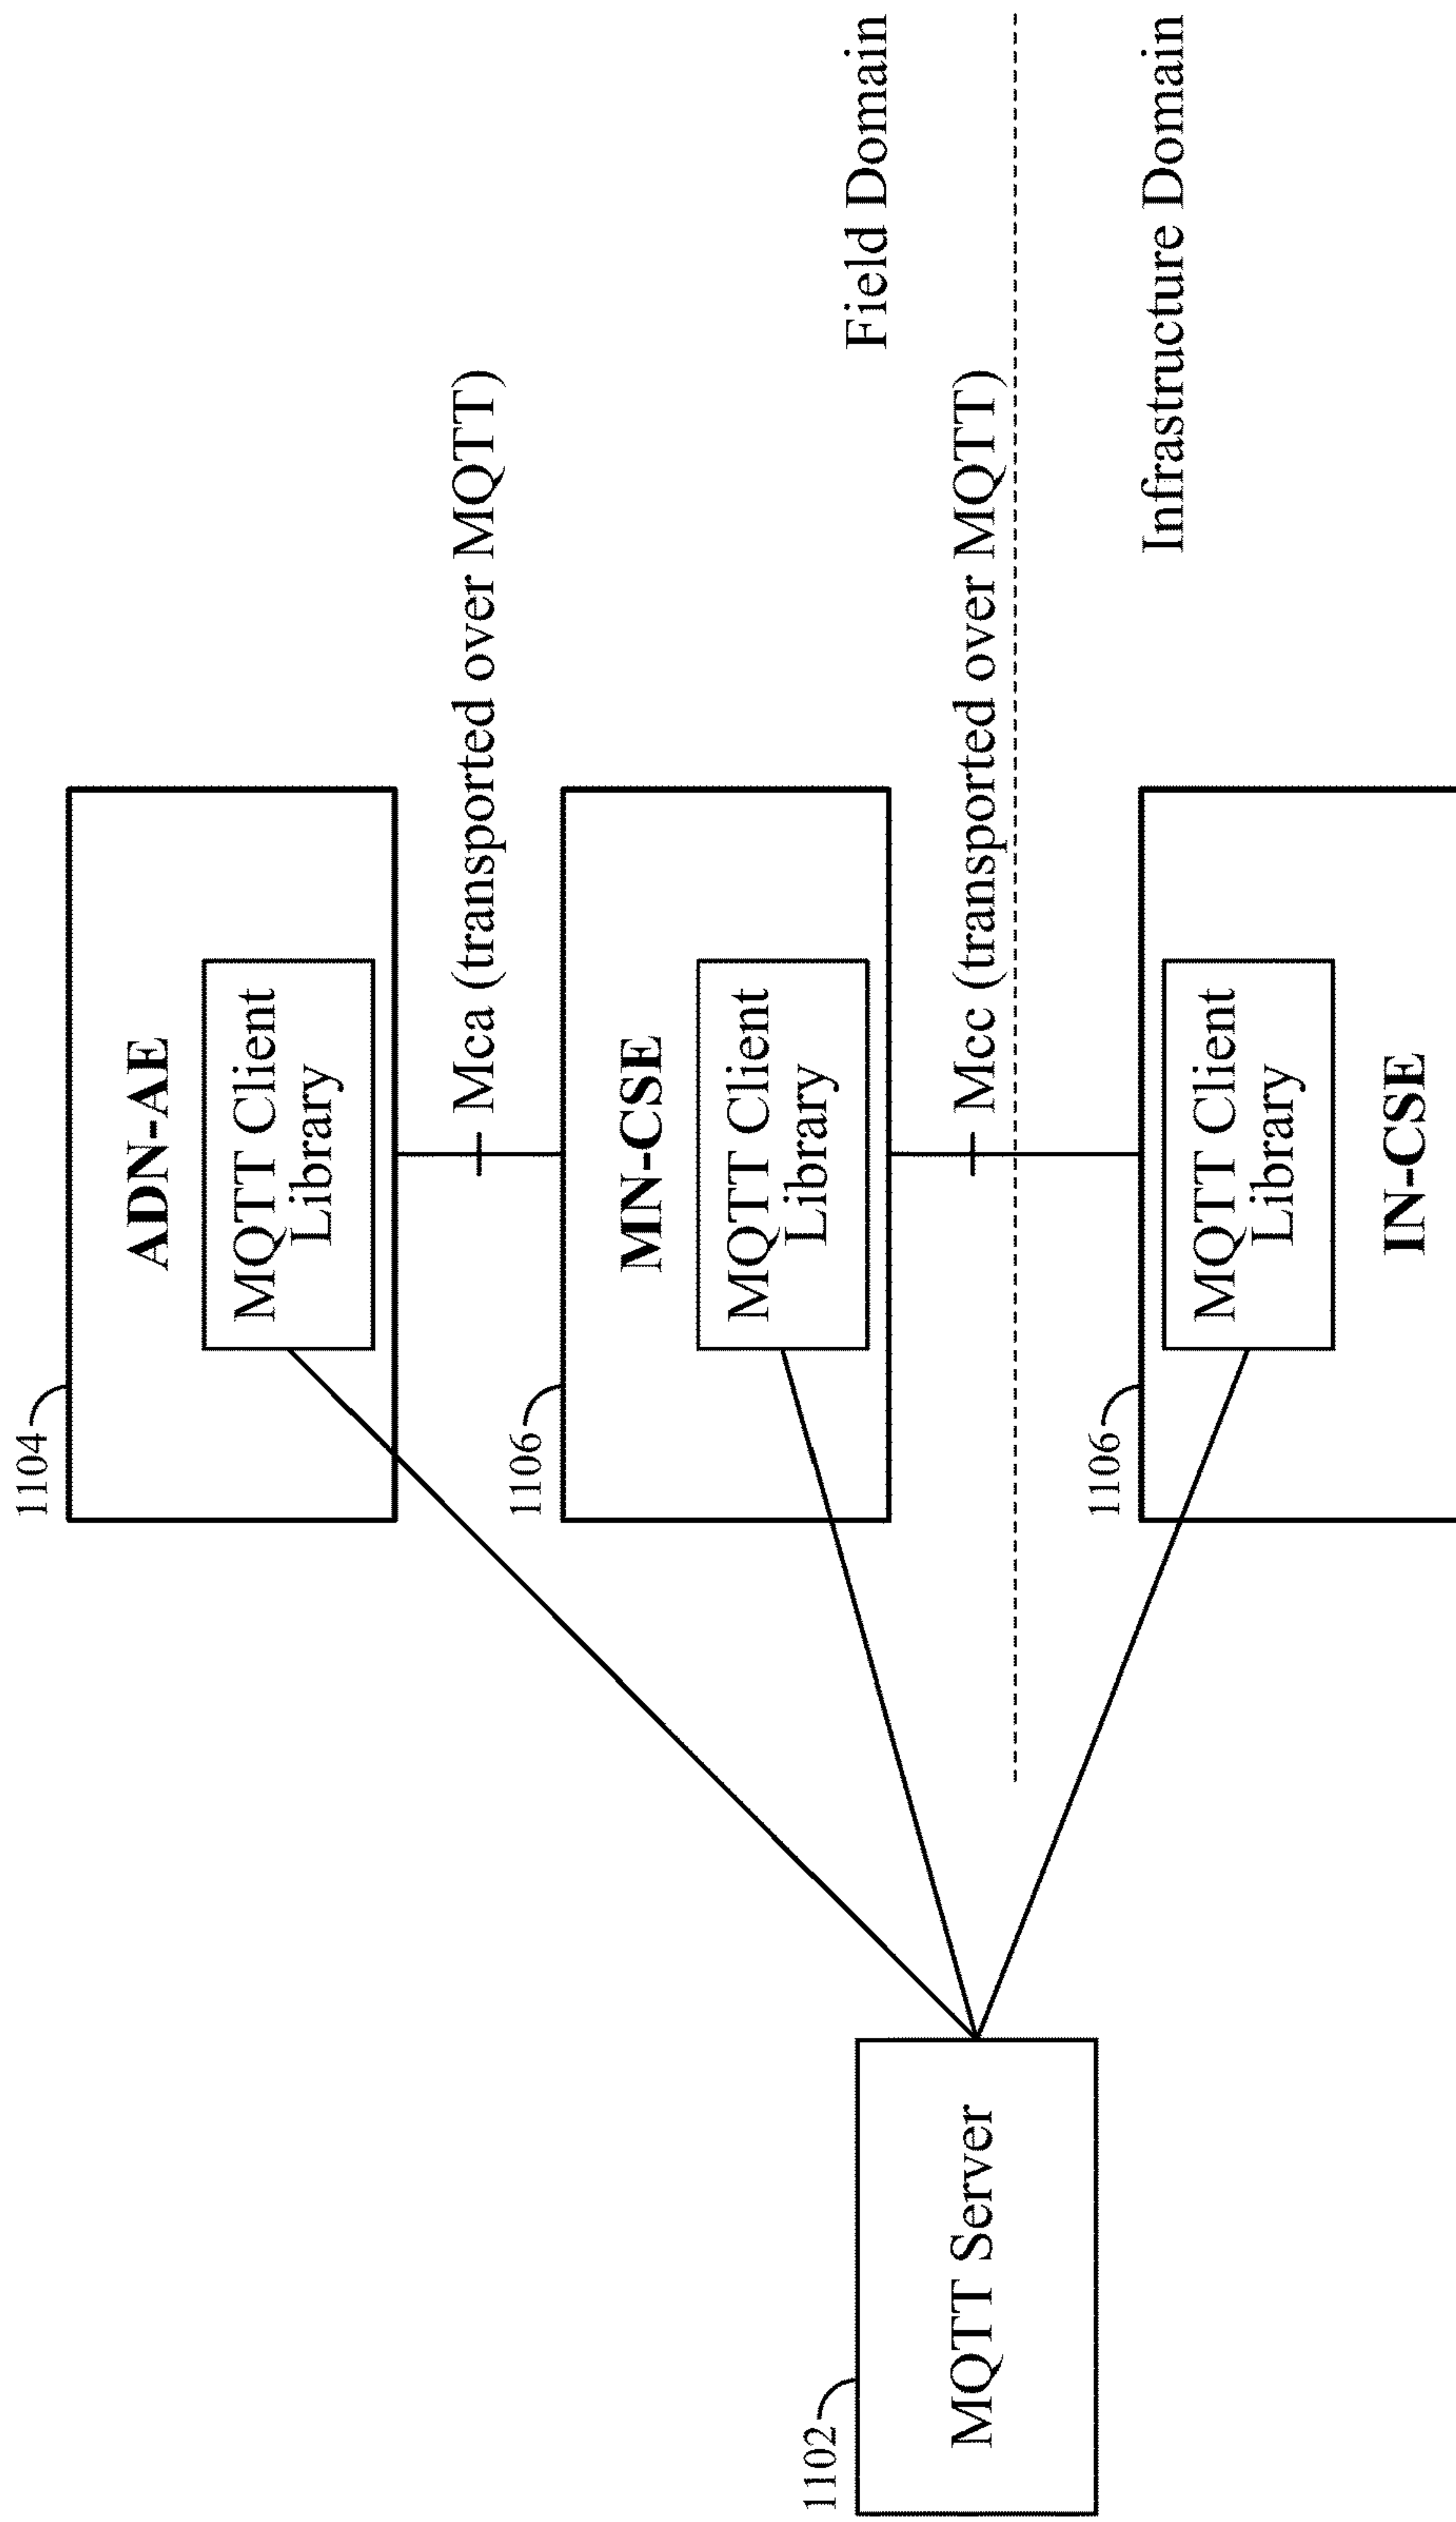 1104
ADN-AE
MQTT Client
Library
Mca (transported over MQTT)
1106
MN-CSE
MQTT Client
Library
Field Domain
Mcc (transported over MQTT)
1102
MQTT Server
Infrastructure Domain
1106
MQTT Client
Library
IN-CSE